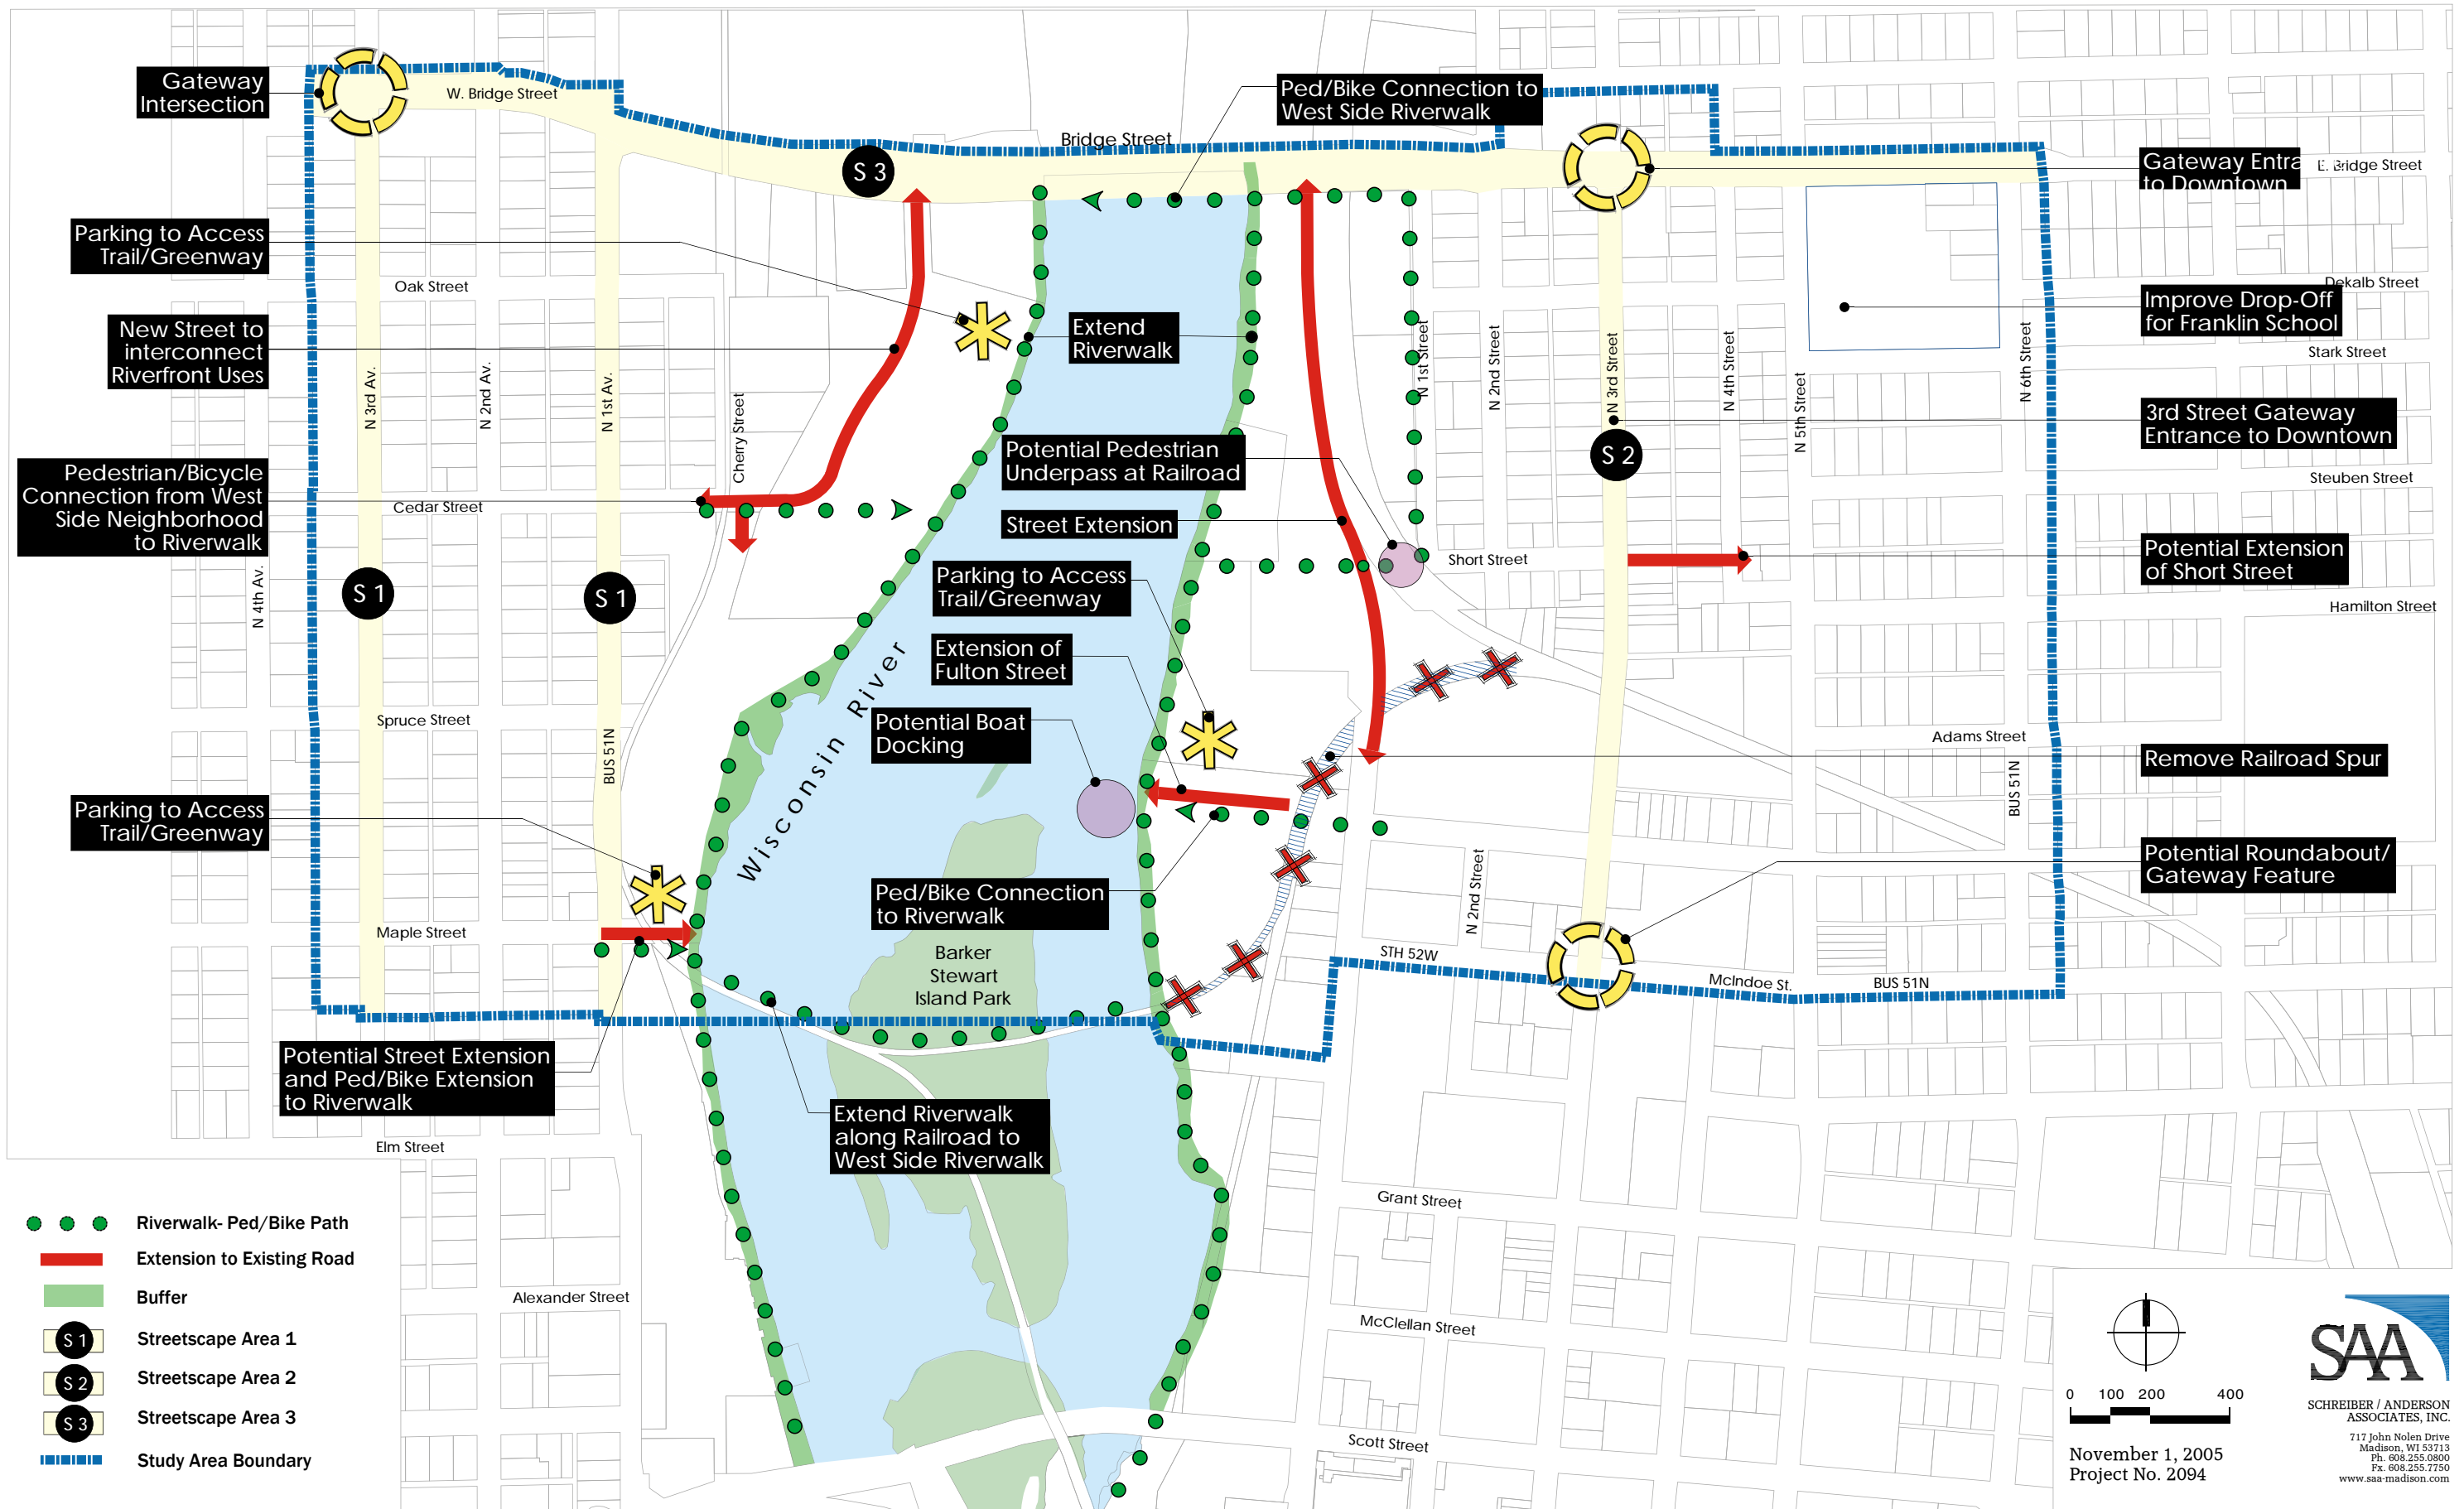 Gateway
Intersection
W. Bridge Street
Bridge Street
Ped/Bike Connection to
West Side Riverwalk
Gateway Entra
to Downtown
E. Bridge Street
S 3
Parking to Access
Trail/Greenway
Oak Street
Dekalb Street
New Street to
interconnect
Riverfront Uses
Extend
Riverwalk
Improve Drop-Off
for Franklin School
Stark Street
N 3rd Av.
N 2nd Av.
N 1st Av.
Cherry Street
N 1st Street
N 2nd Street
N 3rd Street
N 4th Street
N 5th Street
N 6th Street
3rd Street Gateway
Entrance to Downtown
Potential Pedestrian
Underpass at Railroad
S 2
Steuben Street
Pedestrian/Bicycle
Connection from West
Side Neighborhood
to Riverwalk
Cedar Street
Street Extension
Short Street
Potential Extension
of Short Street
Hamilton Street
N 4th Av.
S 1
S 1
Parking to Access
Trail/Greenway
Extension of
Fulton Street
Wisconsin River
Potential Boat
Docking
Spruce Street
BUS 51N
Adams Street
Remove Railroad Spur
BUS 51N
Parking to Access
Trail/Greenway
Potential Roundabout/
Gateway Feature
Ped/Bike Connection
to Riverwalk
N 2nd Street
Maple Street
Barker
Stewart
Island Park
STH 52W
McIndoe St.
BUS 51N
Potential Street Extension
and Ped/Bike Extension
to Riverwalk
Extend Riverwalk
along Railroad to
West Side Riverwalk
Elm Street
Grant Street
Alexander Street
McClellan Street
Scott Street
Riverwalk- Ped/Bike Path
Extension to Existing Road
Buffer
S 1 Streetscape Area 1
S 2 Streetscape Area 2
S 3 Streetscape Area 3
Study Area Boundary
0 100 200 400
November 1, 2005
Project No. 2094
SAA
SCHREIBER / ANDERSON
ASSOCIATES, INC.
717 John Nolen Drive
Madison, WI 53713
Ph. 608.255.0800
Fx. 608.255.7750
www.saa-madison.com